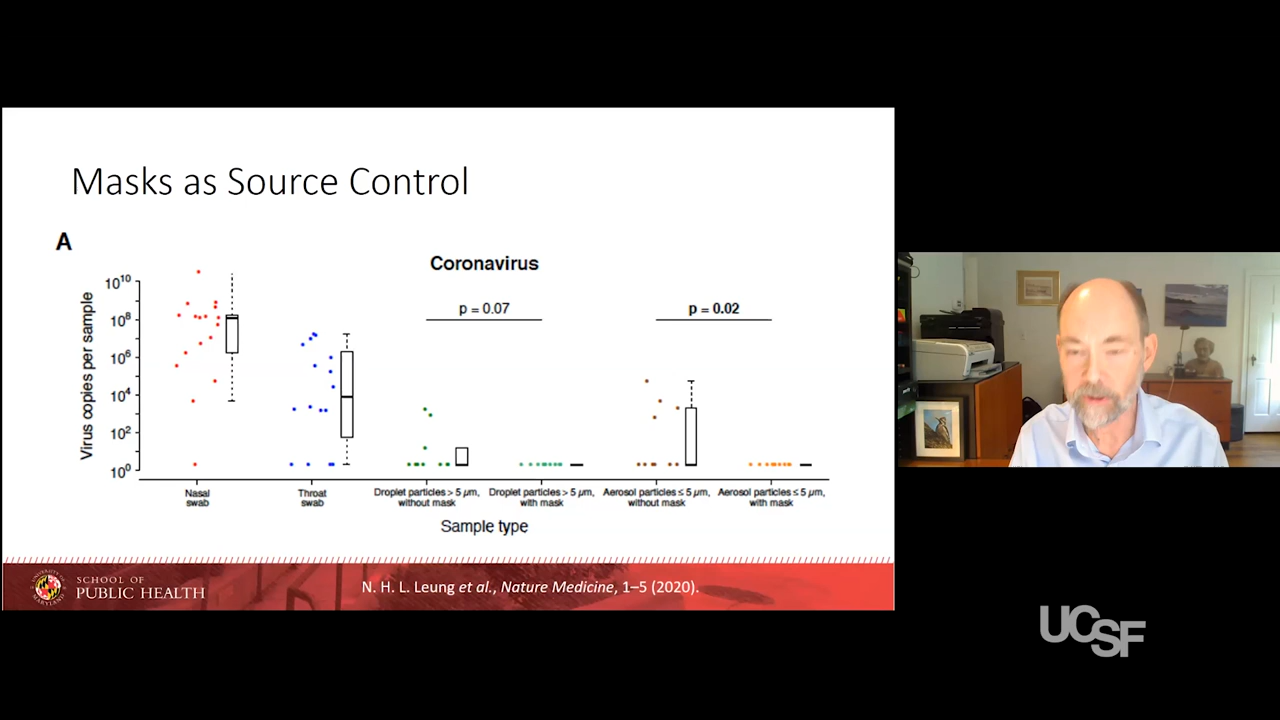 Masks as Source Control
A
Coronavirus
p = 0.07
p = 0.02
Virus copies per sample
10¹⁰
10⁸
10⁶
10⁴
10²
10⁰
Nasal
swab
Throat
swab
Droplet particles > 5 µm,
without mask
Droplet particles > 5 µm,
with mask
Aerosol particles ≤ 5 µm,
without mask
Aerosol particles ≤ 5 µm,
with mask
Sample type
SCHOOL OF
PUBLIC HEALTH
N. H. L. Leung et al., Nature Medicine, 1–5 (2020).
UCSF